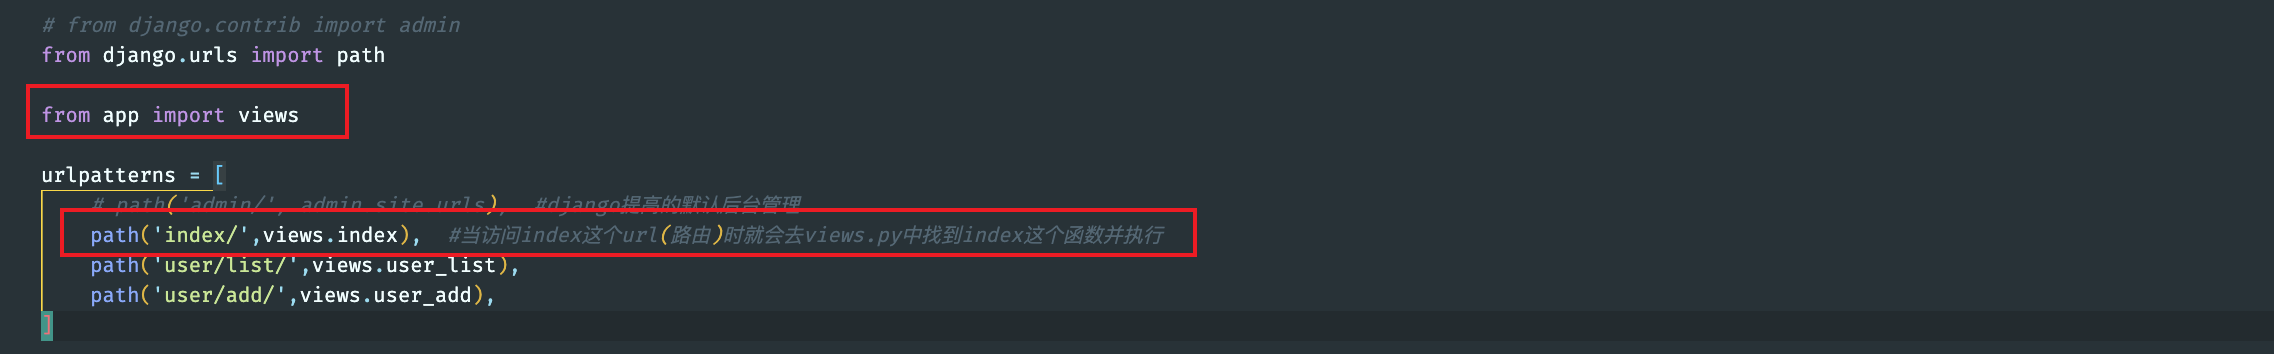 # from django.contrib import admin
from django.urls import path
from app import views
urlpatterns = [
# path('admin/', admin.site.urls), #django提高的默认后台管理
path('index/',views.index), #当访问index这个url(路由)时就会去views.py中找到index这个函数并执行
path('user/list/',views.user_list),
path('user/add/',views.user_add),
]